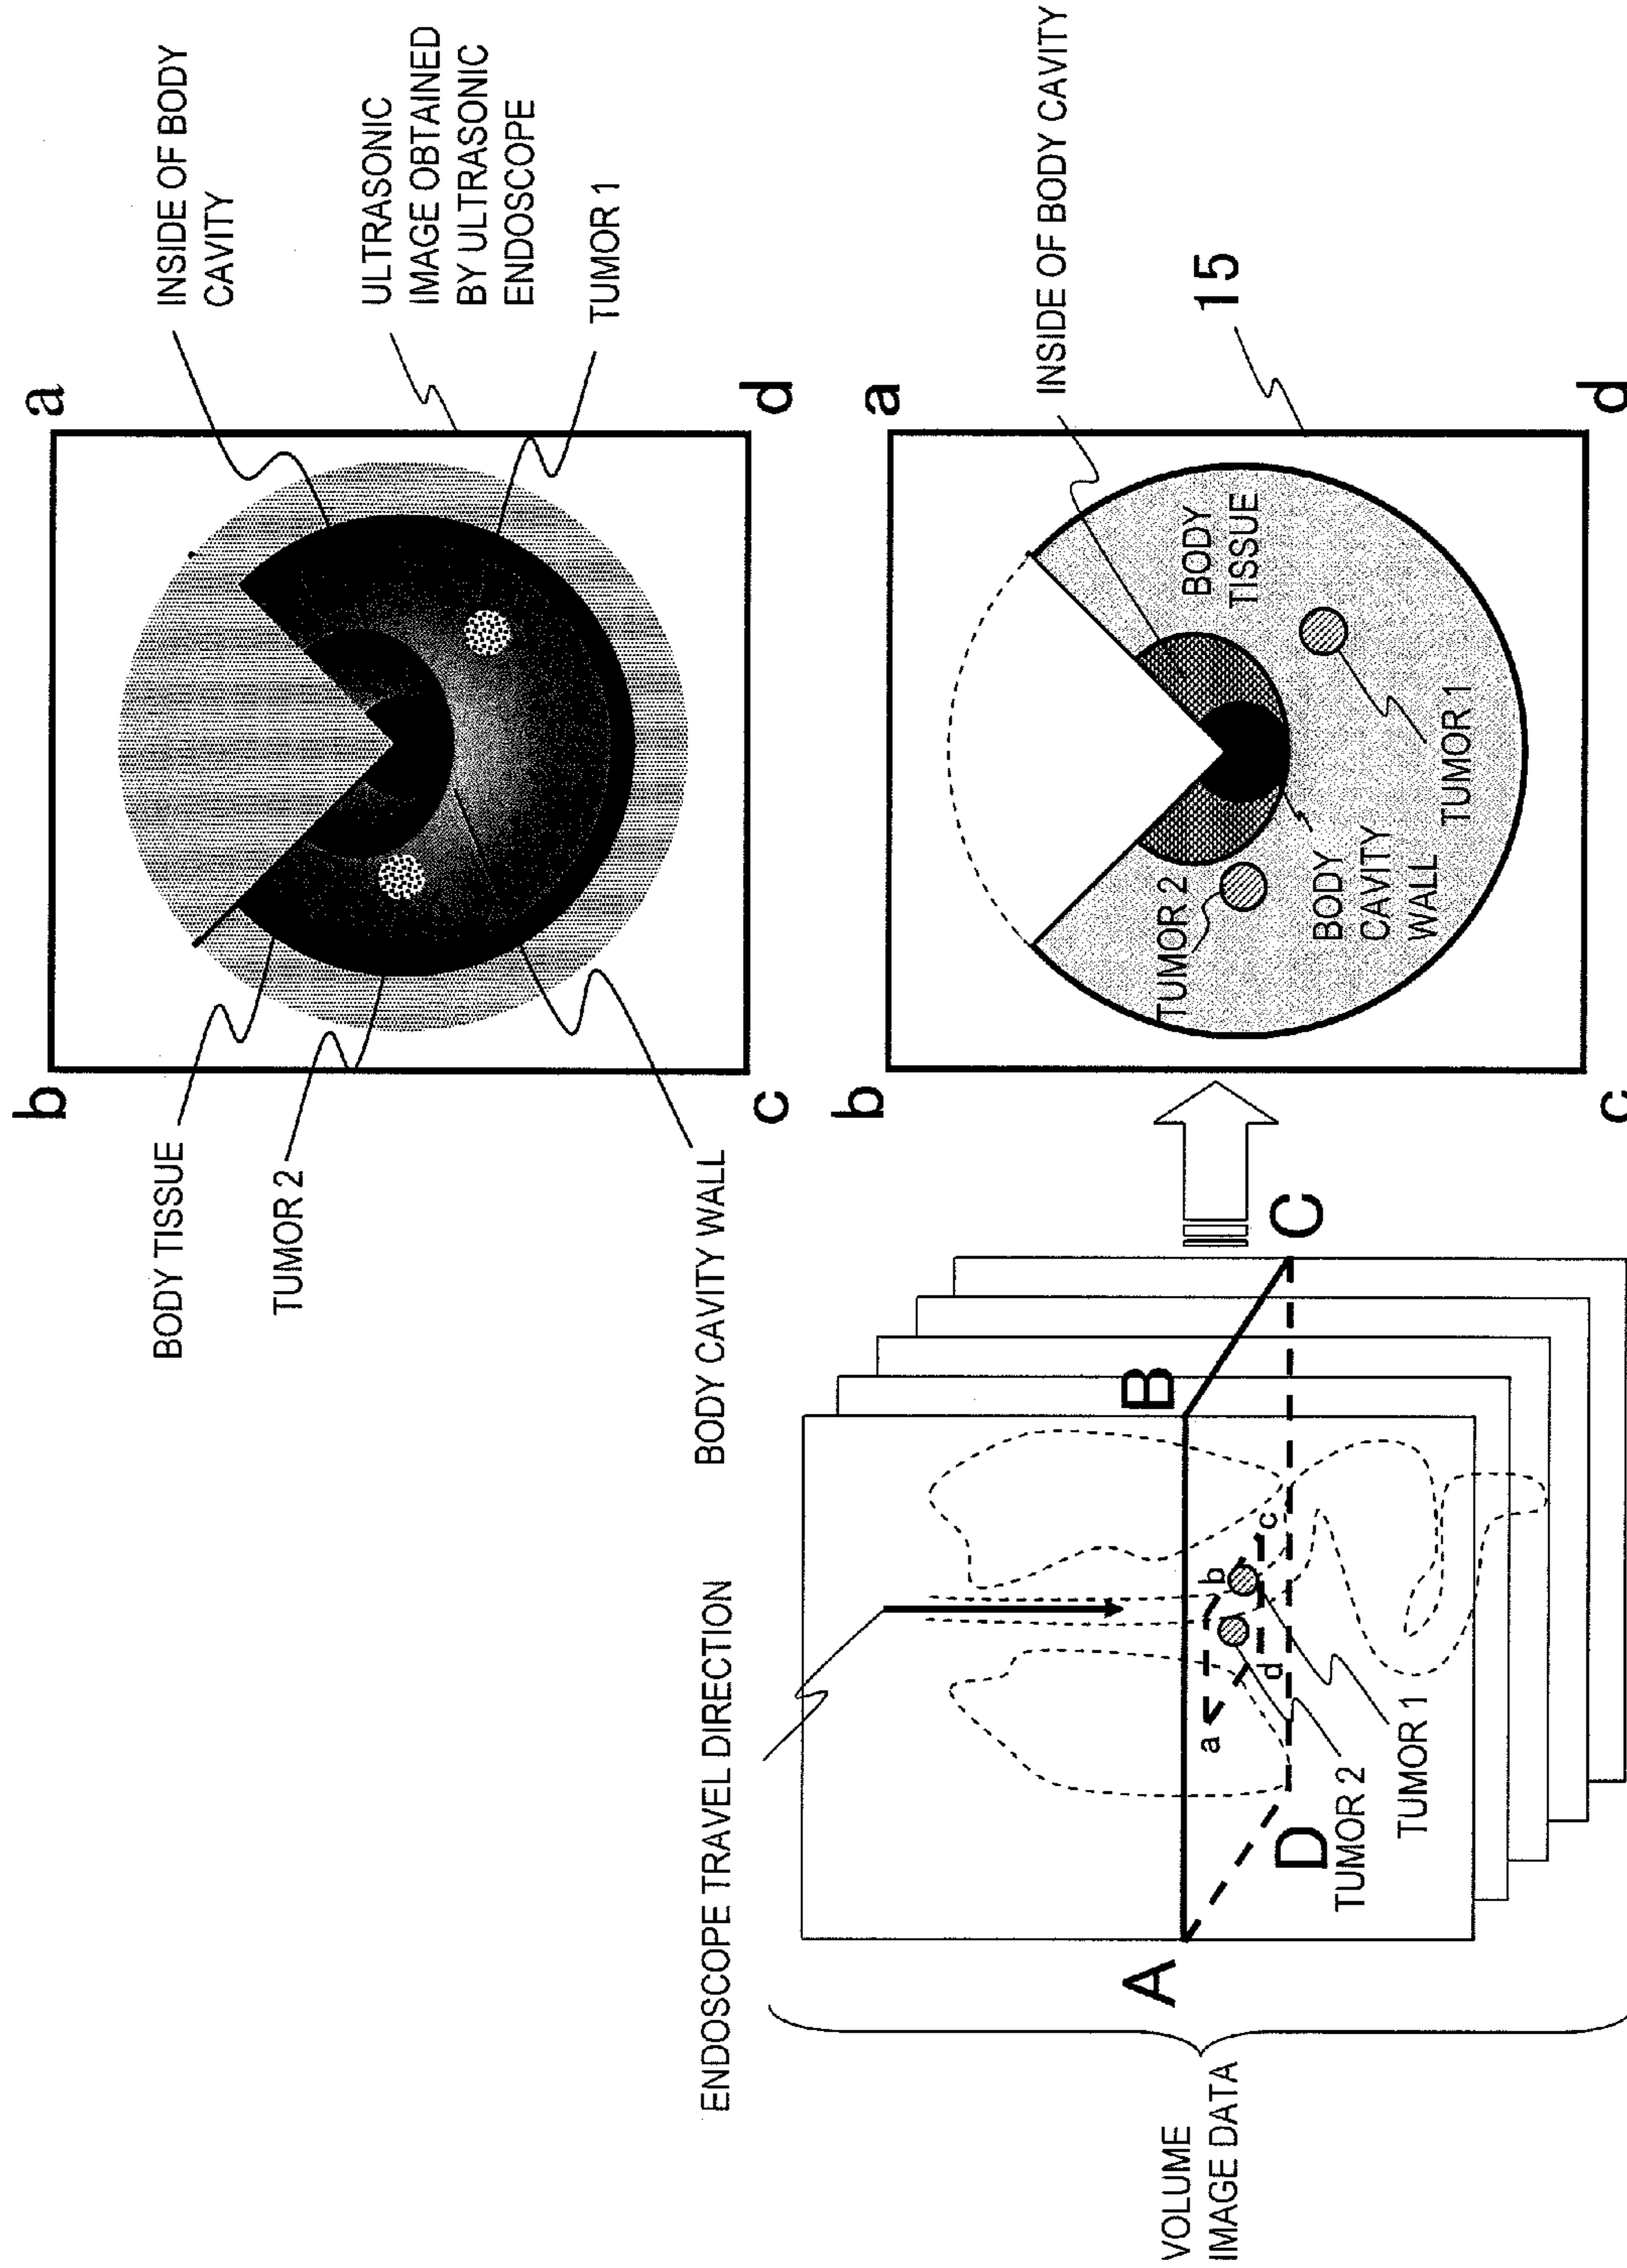 b
a
BODY TISSUE
TUMOR 2
INSIDE OF BODY
CAVITY
ULTRASONIC
IMAGE OBTAINED
BY ULTRASONIC
ENDOSCOPE
TUMOR 1
BODY CAVITY WALL
c
d
ENDOSCOPE TRAVEL DIRECTION
VOLUME
IMAGE DATA
A
B
C
D
a
b
c
d
TUMOR 2
TUMOR 1
b
a
INSIDE OF BODY CAVITY
15
BODY
TISSUE
TUMOR 2
BODY
CAVITY
WALL
TUMOR 1
c
d